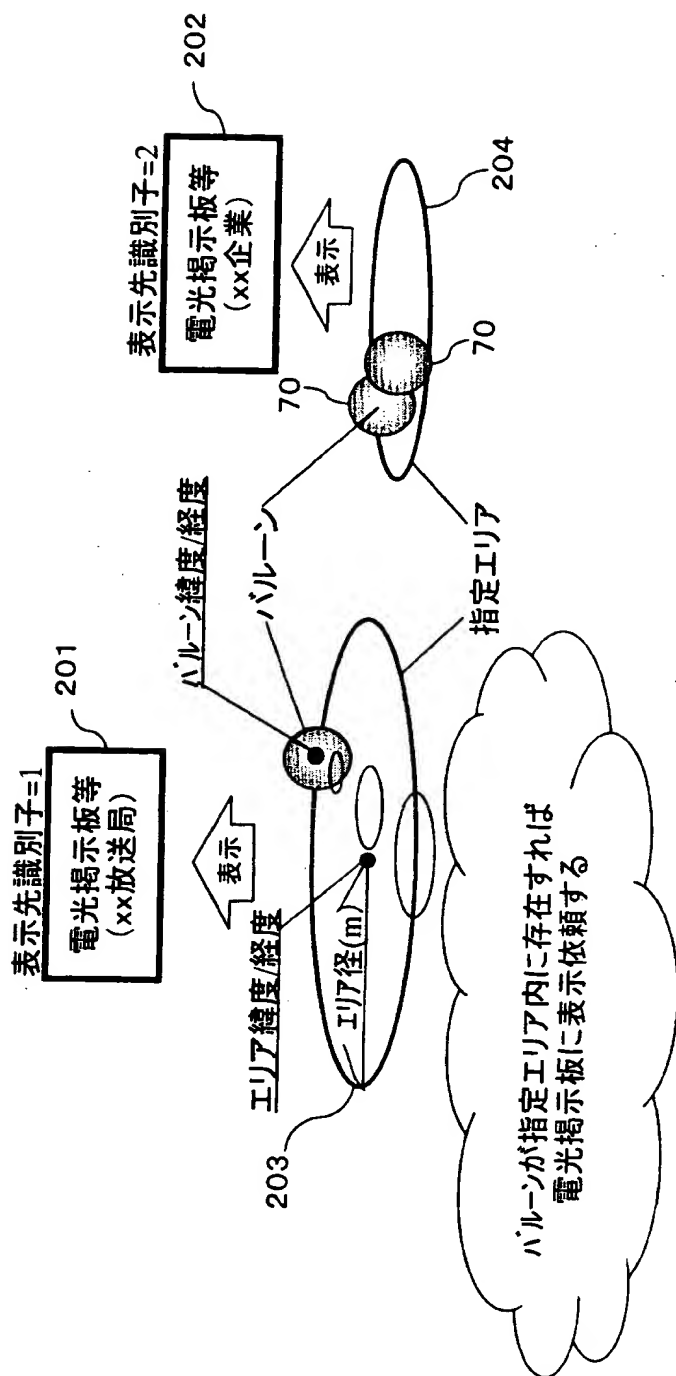 表示先識別子=1
電光掲示板等
(xx放送局)
201
表示
バルーン緯度/経度
バルーン
エリア緯度/経度
エリア径(m)
203
指定エリア
表示先識別子=2
電光掲示板等
(xx企業)
202
表示
70
70
204
バルーンが指定エリア内に存在すれば
電光掲示板に表示依頼する